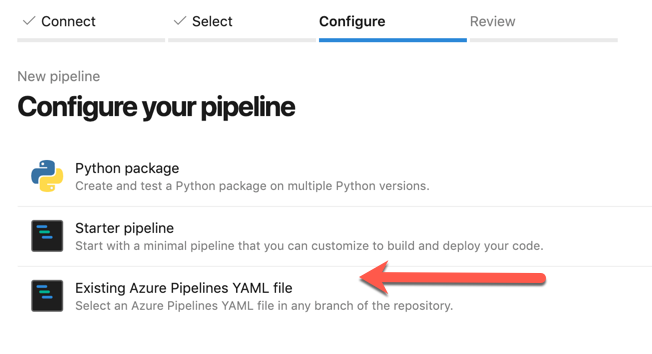 Connect Select Configure Review
New pipeline
Configure your pipeline
Python package
Create and test a Python package on multiple Python versions.
Starter pipeline
Start with a minimal pipeline that you can customize to build and deploy your code.
Existing Azure Pipelines YAML file
Select an Azure Pipelines YAML file in any branch of the repository.